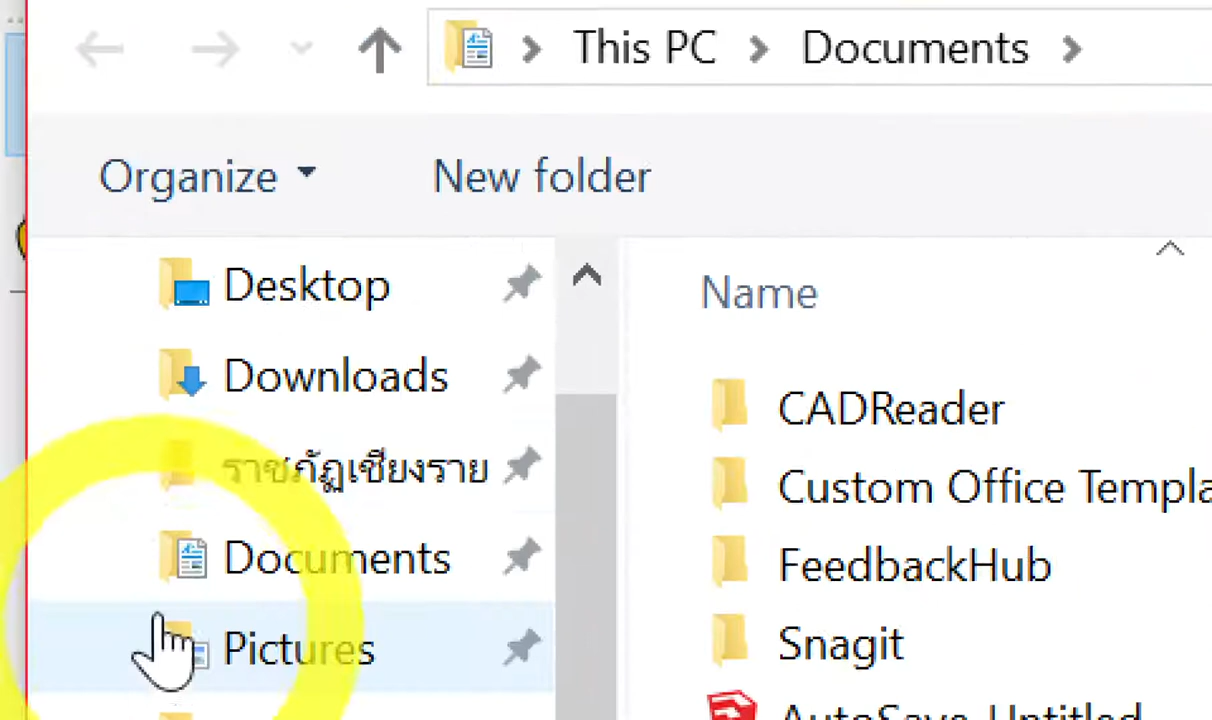 This PC
Documents
Organize
New folder
Desktop
Downloads
ราชภัฏเชียงราย
Documents
Pictures
Name
CADReader
Custom Office Templa
FeedbackHub
Snagit
AutoSave_Untitled